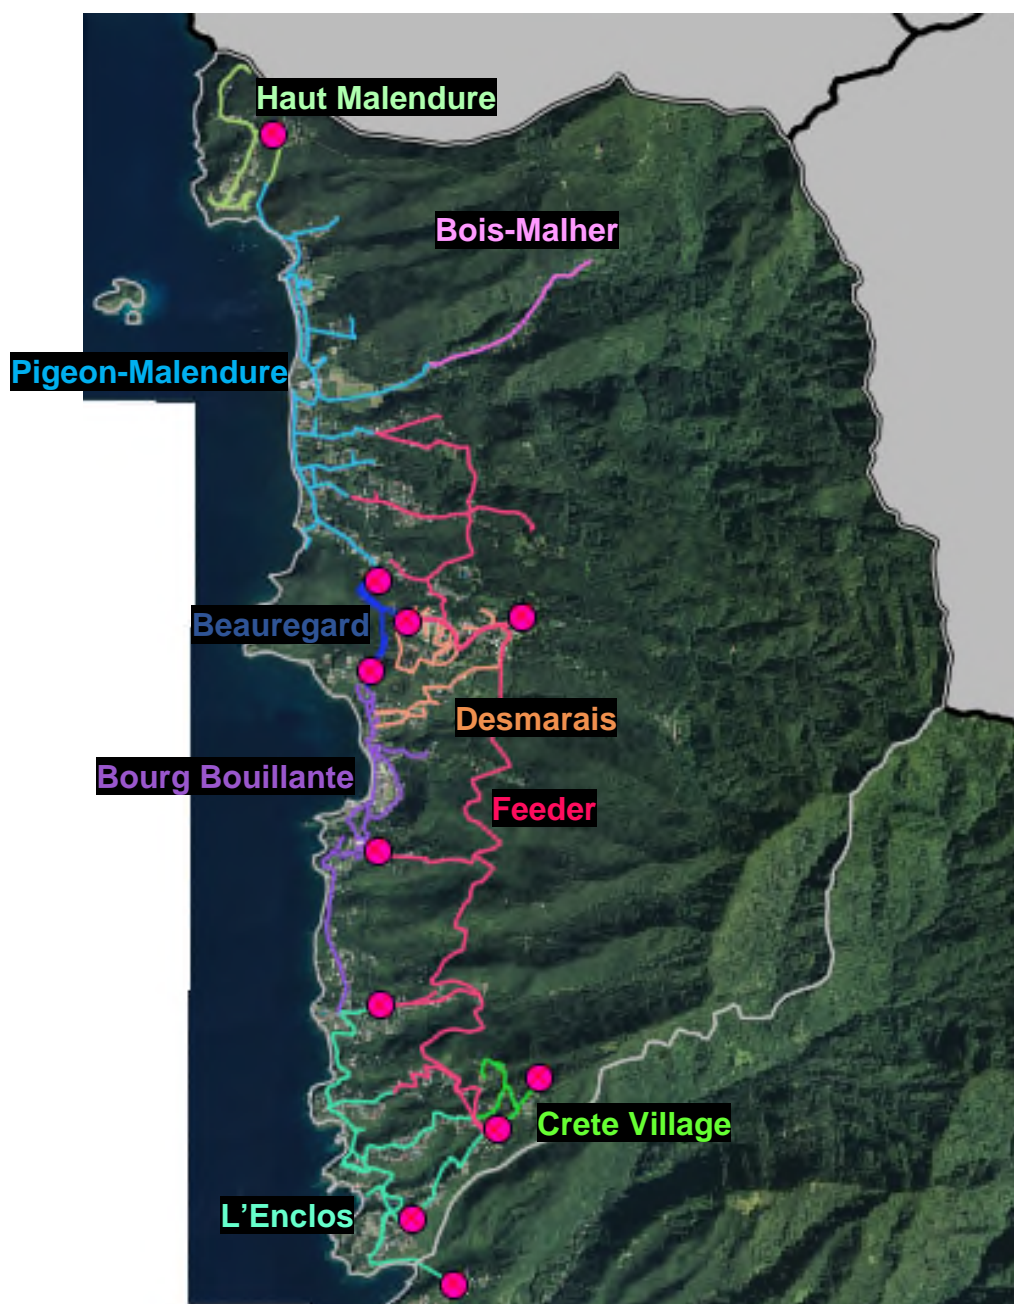 Haut Malendure
Bois-Malher
Pigeon-Malendure
Beauregard
Desmarais
Bourg Bouillante
Feeder
Crete Village
L’Enclos